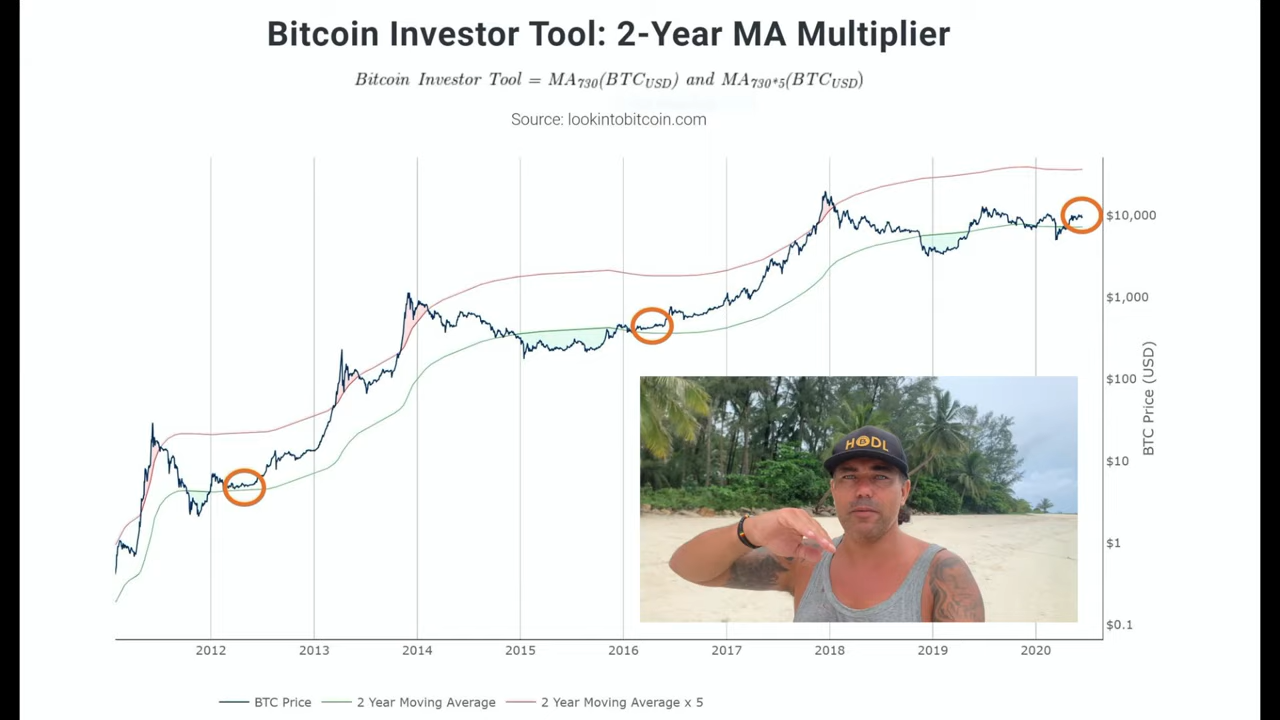 Bitcoin Investor Tool: 2-Year MA Multiplier
Bitcoin Investor Tool = MA730(BTCUSD) and MA730*5(BTCUSD)
Source: lookintobitcoin.com
$10,000
$1,000
$100
$10
$1
$0.1
BTC Price (USD)
HODL
2012 2013 2014 2015 2016 2017 2018 2019 2020
BTC Price 2 Year Moving Average 2 Year Moving Average x 5